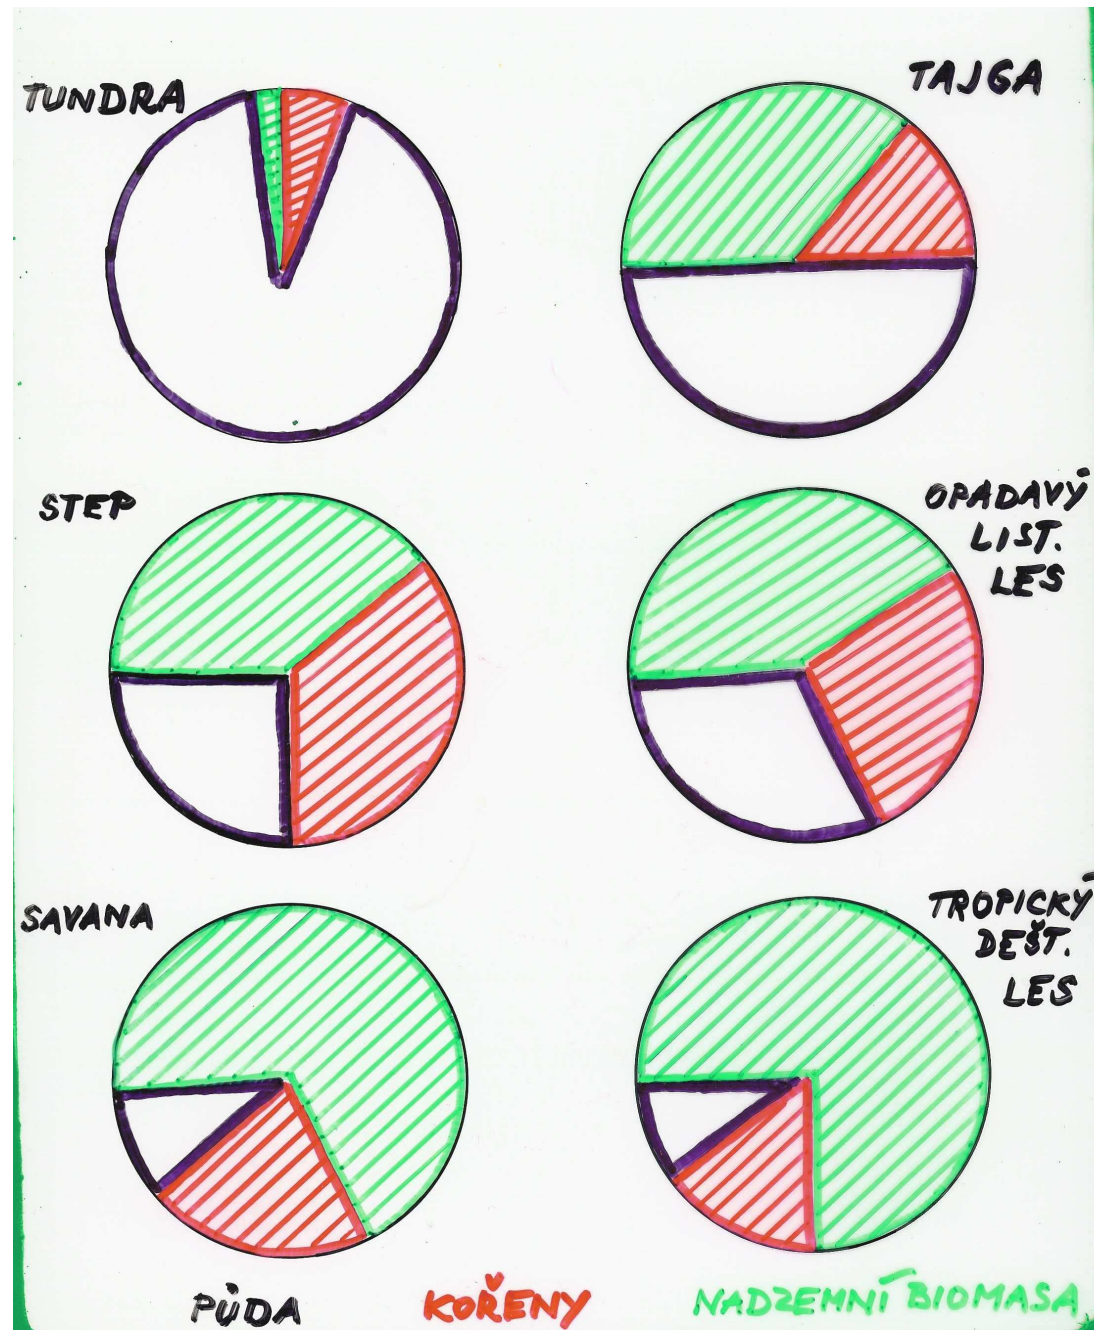 TUNDRA
TAJGA
STEP
OPADAVÝ
LIST.
LES
SAVANA
TROPICKÝ
DEŠT.
LES
PŮDA KOŘENY NADZEMNÍ BIOMASA